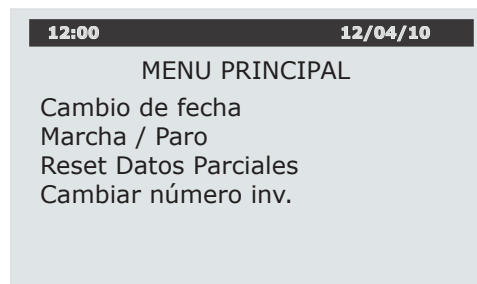 12:00 12/04/10
MENU PRINCIPAL
Cambio de fecha
Marcha / Paro
Reset Datos Parciales
Cambiar número inv.